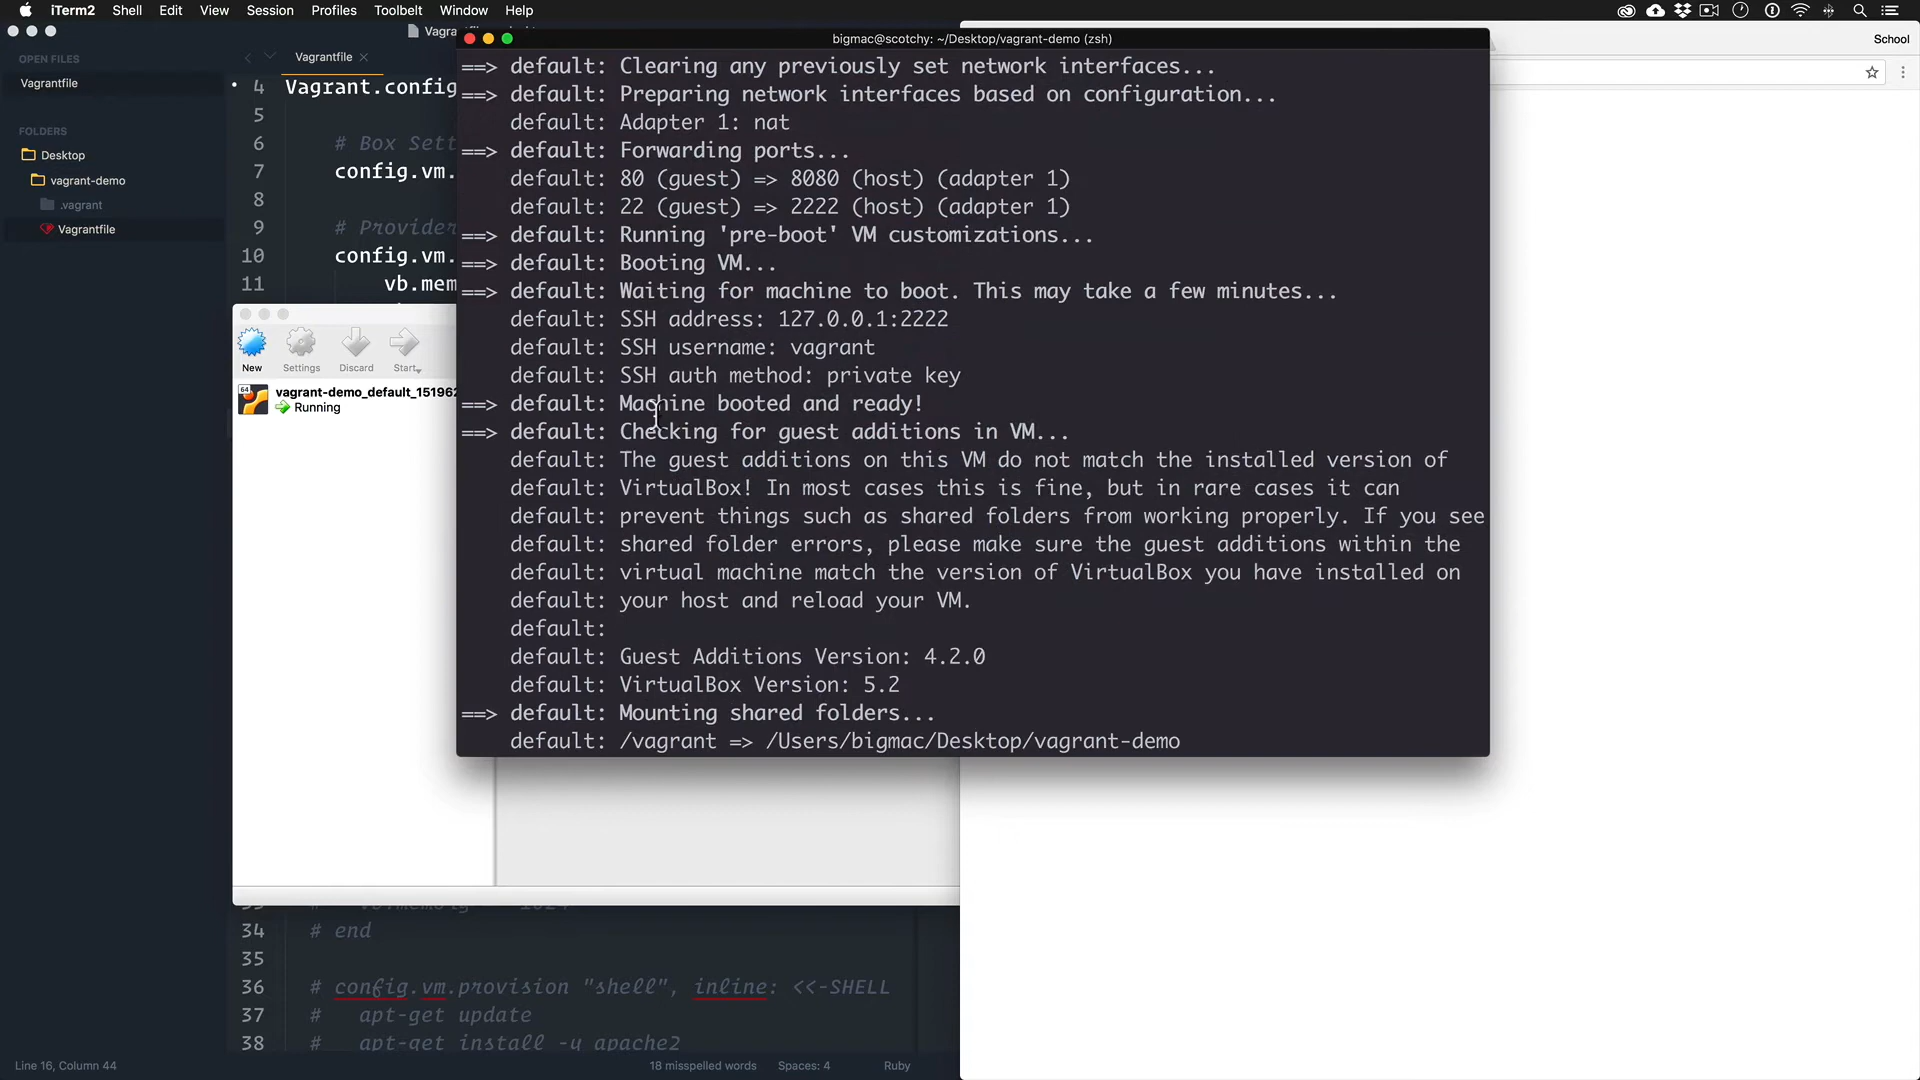 iTerm2 Shell Edit View Session Profiles Toolbelt Window Help
bigmac@scotchy: ~/Desktop/vagrant-demo (zsh)
School
OPEN FILES
Vagrantfile
FOLDERS
Desktop
vagrant-demo
.vagrant
Vagrantfile
Vagrantfile
4 Vagrant.config
5
6 # Box Sett
7 config.vm.
8
9 # Provider
10 config.vm.
11 vb.mem
New Settings Discard Start
64
vagrant-demo_default_151962
Running
==> default: Clearing any previously set network interfaces...
==> default: Preparing network interfaces based on configuration...
default: Adapter 1: nat
==> default: Forwarding ports...
default: 80 (guest) => 8080 (host) (adapter 1)
default: 22 (guest) => 2222 (host) (adapter 1)
==> default: Running 'pre-boot' VM customizations...
==> default: Booting VM...
==> default: Waiting for machine to boot. This may take a few minutes...
default: SSH address: 127.0.0.1:2222
default: SSH username: vagrant
default: SSH auth method: private key
==> default: Machine booted and ready!
==> default: Checking for guest additions in VM...
default: The guest additions on this VM do not match the installed version of
default: VirtualBox! In most cases this is fine, but in rare cases it can
default: prevent things such as shared folders from working properly. If you see
default: shared folder errors, please make sure the guest additions within the
default: virtual machine match the version of VirtualBox you have installed on
default: your host and reload your VM.
default:
default: Guest Additions Version: 4.2.0
default: VirtualBox Version: 5.2
==> default: Mounting shared folders...
default: /vagrant => /Users/bigmac/Desktop/vagrant-demo
34 # end
35
36 # config.vm.provision "shell", inline: <<-SHELL
37 # apt-get update
38 # apt-get install -y apache2
Line 16, Column 44
18 misspelled words
Spaces: 4
Ruby